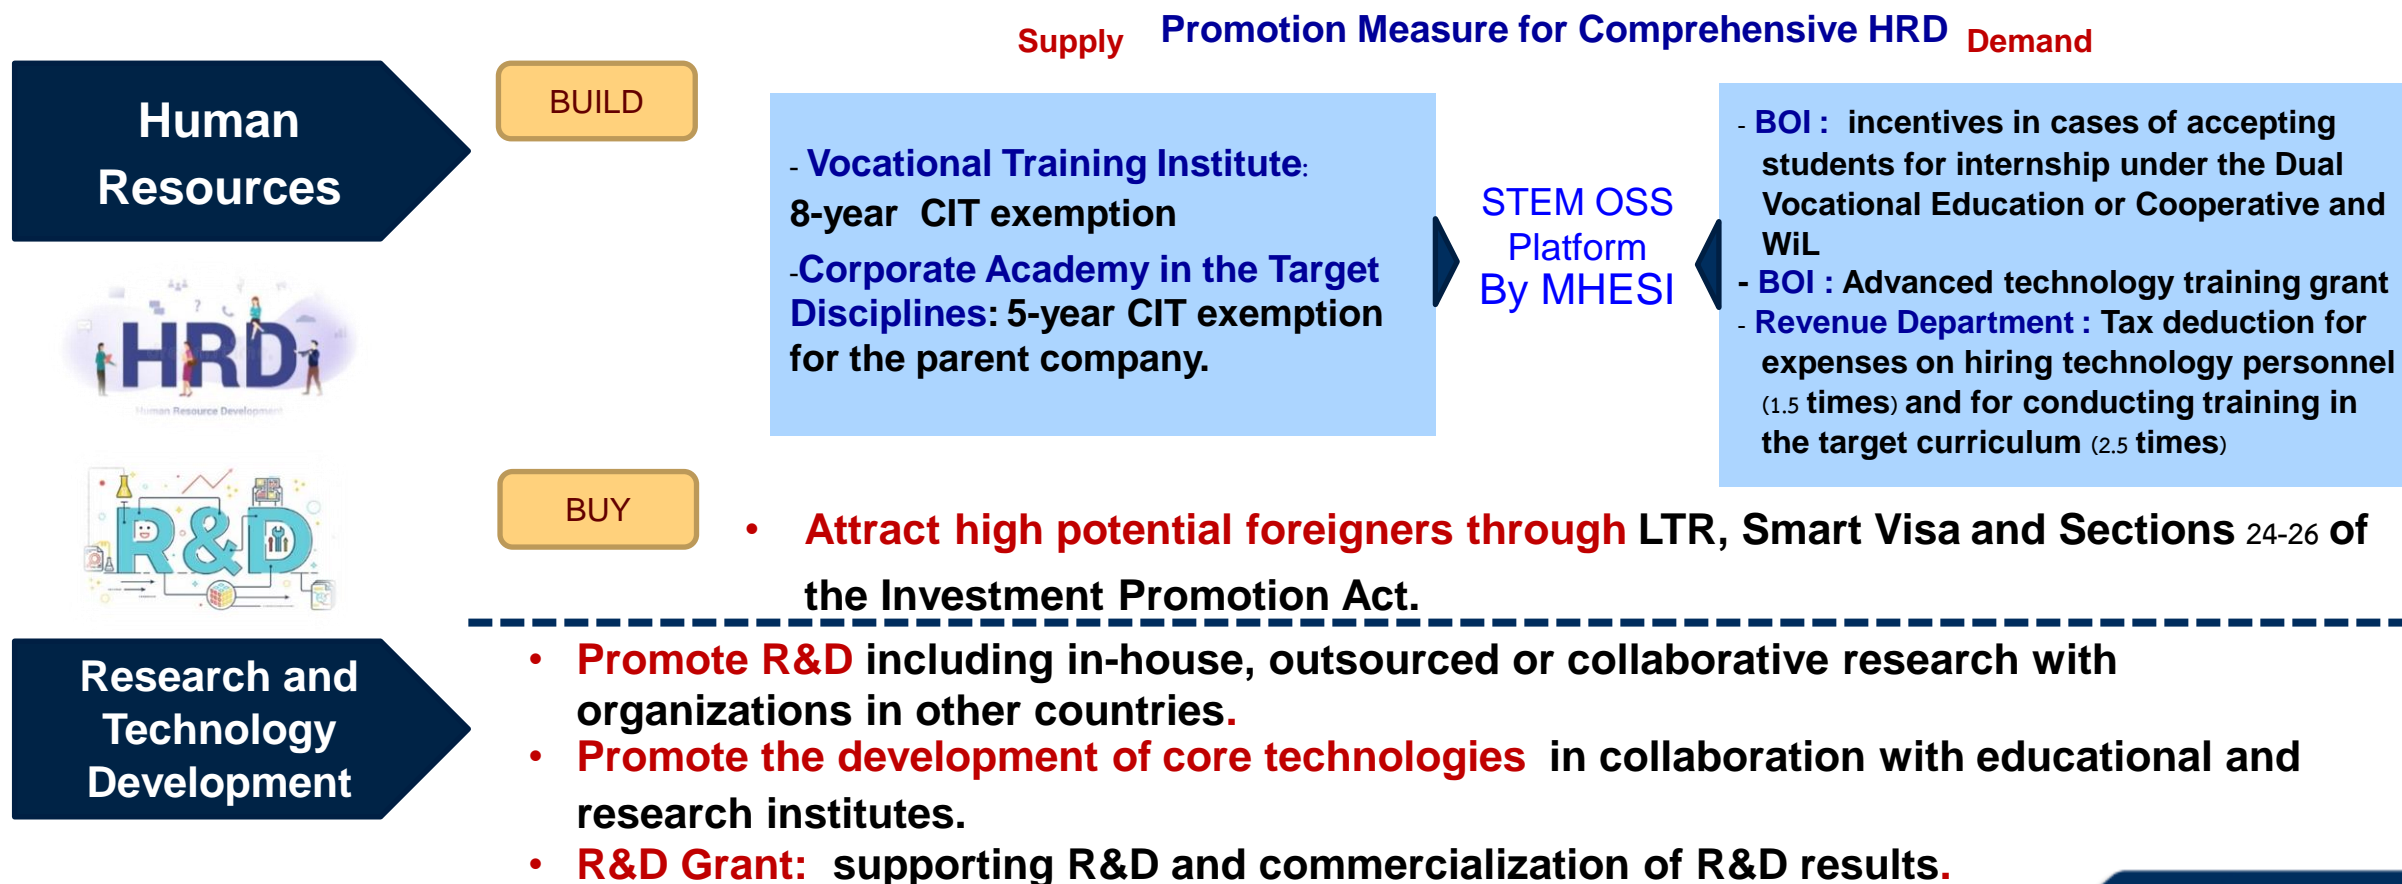 Supply Promotion Measure for Comprehensive HRD Demand
Human
Resources
BUILD
- Vocational Training Institute:
8-year CIT exemption
-Corporate Academy in the Target
Disciplines: 5-year CIT exemption
for the parent company.
STEM OSS
Platform
By MHESI
- BOI : incentives in cases of accepting
students for internship under the Dual
Vocational Education or Cooperative and
WiL
- BOI : Advanced technology training grant
- Revenue Department : Tax deduction for
expenses on hiring technology personnel
(1.5 times) and for conducting training in
the target curriculum (2.5 times)
HRD
Human Resource Development
R&D
BUY
• Attract high potential foreigners through LTR, Smart Visa and Sections 24-26 of
the Investment Promotion Act.
Research and
Technology
Development
• Promote R&D including in-house, outsourced or collaborative research with
organizations in other countries.
• Promote the development of core technologies in collaboration with educational and
research institutes.
• R&D Grant: supporting R&D and commercialization of R&D results.